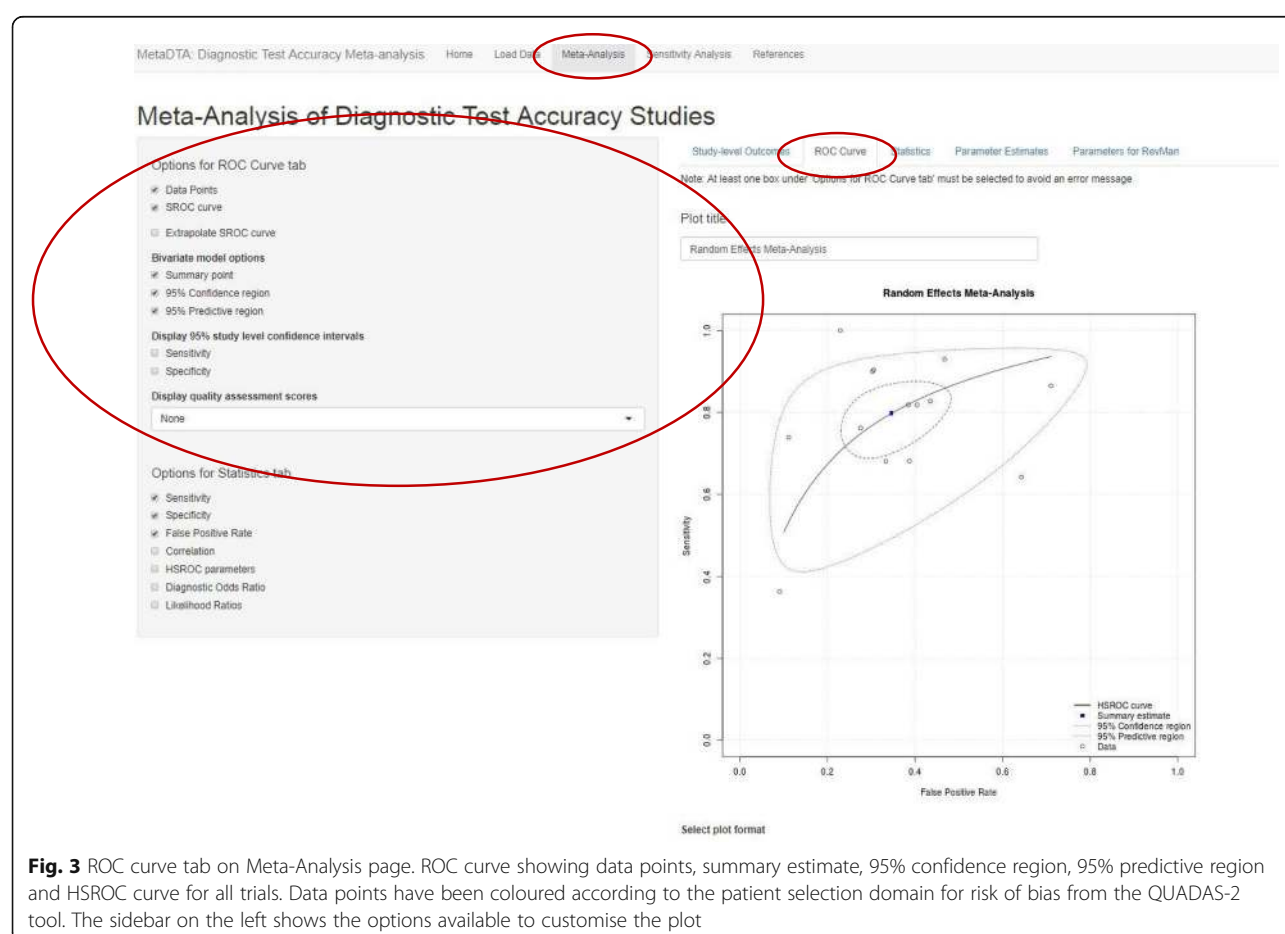 MetaDTA: Diagnostic Test Accuracy Meta-analysis Home Load Data Meta-Analysis Sensitivity Analysis References
Meta-Analysis of Diagnostic Test Accuracy Studies
Options for ROC Curve tab
Data Points
SROC curve
Extrapolate SROC curve
Bivariate model options
Summary point
95% Confidence region
95% Predictive region
Display 95% study level confidence intervals
Sensitivity
Specificity
Display quality assessment scores
None
Options for Statistics tab
Sensitivity
Specificity
False Positive Rate
Correlation
HSROC parameters
Diagnostic Odds Ratio
Likelihood Ratios
Study-level Outcomes ROC Curve Statistics Parameter Estimates Parameters for RevMan
Note: At least one box under 'Options for ROC Curve tab' must be selected to avoid an error message
Plot title
Random Effects Meta-Analysis
Random Effects Meta-Analysis
1.0
0.8
0.6
0.4
0.2
0.0
Sensitivity
HSROC curve
Summary estimate
95% Confidence region
95% Predictive region
Data
0.0 0.2 0.4 0.6 0.8 1.0
False Positive Rate
Select plot format
Fig. 3 ROC curve tab on Meta-Analysis page. ROC curve showing data points, summary estimate, 95% confidence region, 95% predictive region
and HSROC curve for all trials. Data points have been coloured according to the patient selection domain for risk of bias from the QUADAS-2
tool. The sidebar on the left shows the options available to customise the plot